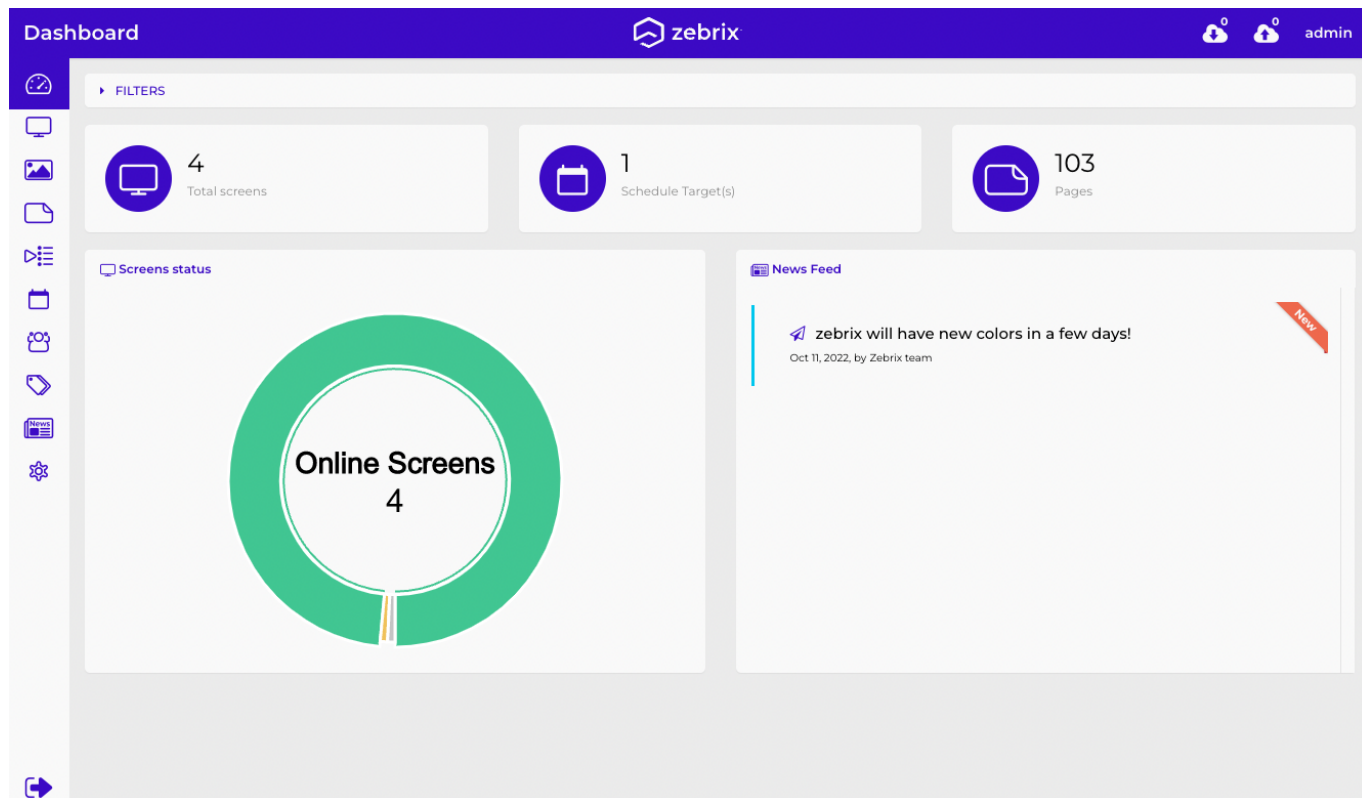 Dashboard
zebrix
0
0
admin
FILTERS
4
Total screens
1
Schedule Target(s)
103
Pages
Screens status
News Feed
Online Screens
4
zebrix will have new colors in a few days!
Oct 11, 2022, by Zebrix team
New
News
News